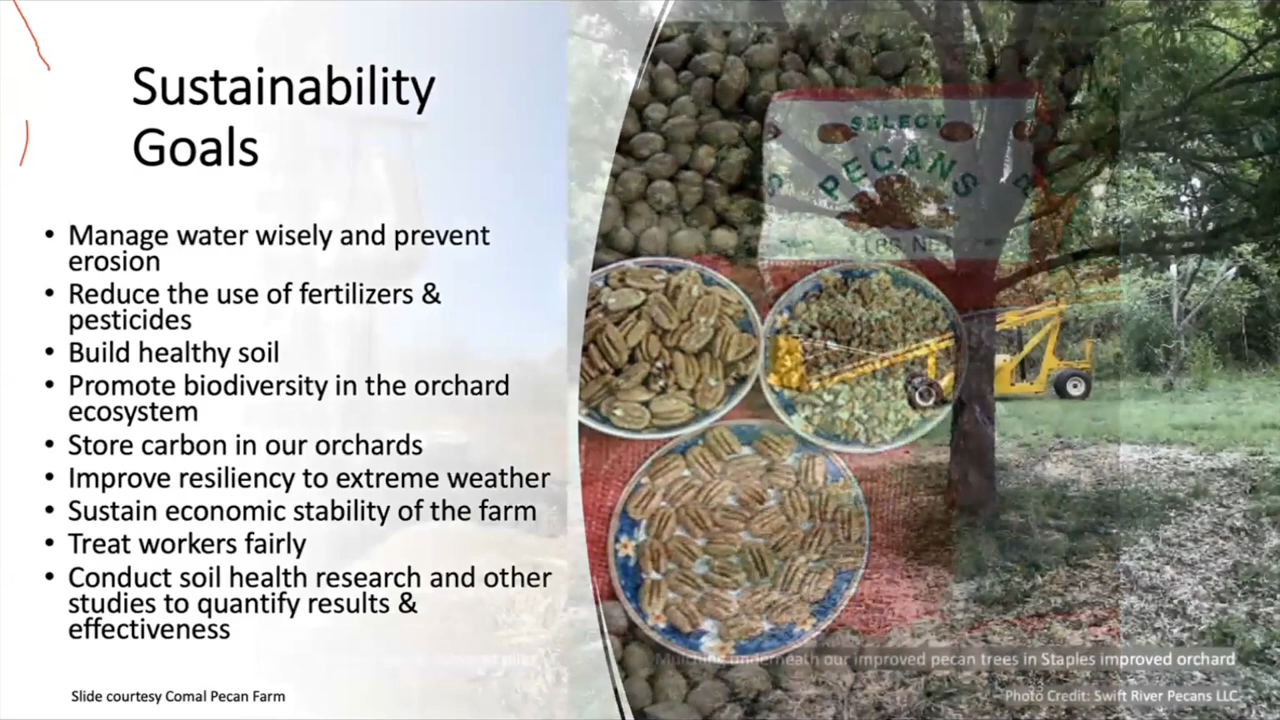 Sustainability
Goals
• Manage water wisely and prevent
erosion
• Reduce the use of fertilizers &
pesticides
• Build healthy soil
• Promote biodiversity in the orchard
ecosystem
• Store carbon in our orchards
• Improve resiliency to extreme weather
• Sustain economic stability of the farm
• Treat workers fairly
• Conduct soil health research and other
studies to quantify results &
effectiveness
Slide courtesy Comal Pecan Farm
SELECT
PECANS
LBS NE
Mulching underneath our improved pecan trees in Staples improved orchard
Photo Credit: Swift River Pecans LLC